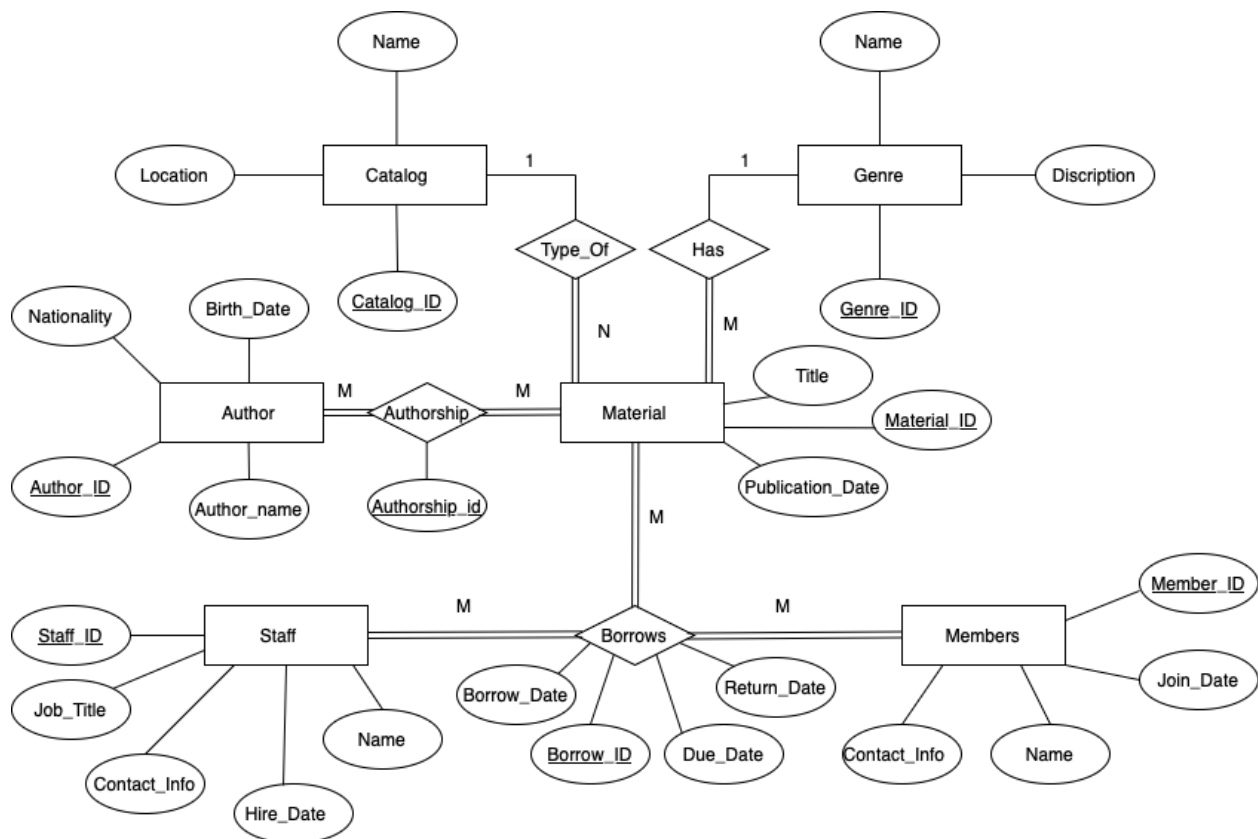 Name
Name
Location
Catalog
1
1
Genre
Discription
Type_Of
Has
Catalog_ID
Genre_ID
Nationality
Birth_Date
N
M
Title
Author
M
Authorship
M
Material
Material_ID
Author_ID
Author_name
Authorship_id
Publication_Date
M
Member_ID
Staff_ID
Staff
M
Borrows
M
Members
Join_Date
Job_Title
Borrow_Date
Return_Date
Name
Contact_Info
Borrow_ID
Due_Date
Contact_Info
Name
Hire_Date